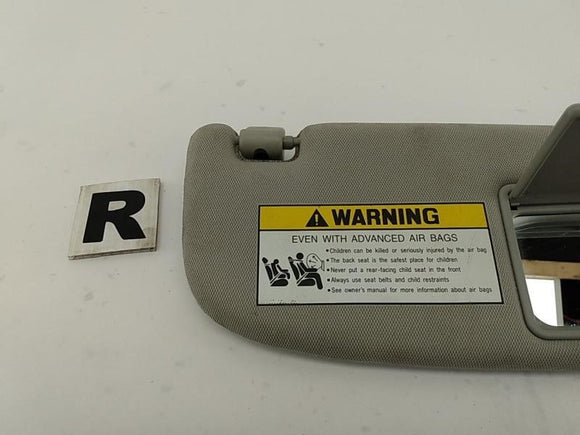 R
WARNING
EVEN WITH ADVANCED AIR BAGS
•Children can be killed or seriously injured by the air bag
•The back seat is the safest place for children
•Never put a rear-facing child seat in the front
•Always use seat belts and child restraints
•See owner's manual for more information about air bags